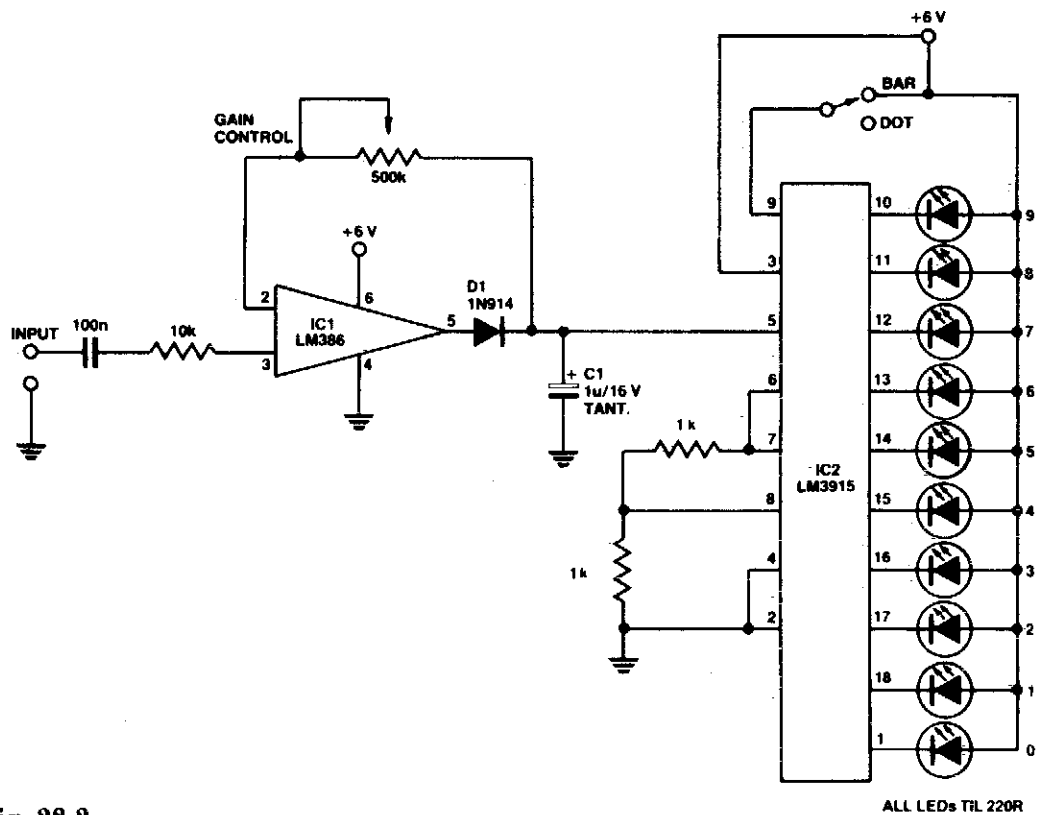 +6 V
BAR
DOT
GAIN
CONTROL
500k
+6 V
9
10
9
3
11
8
2
6
D1
1N914
INPUT
100n
10k
IC1
LM386
5
5
12
7
3
4
+ C1
1u/16 V
TANT.
6
13
6
1 k
7
14
5
IC2
LM3915
8
15
4
1 k
4
16
3
2
17
2
18
1
1
0
ALL LEDs TiL 220R